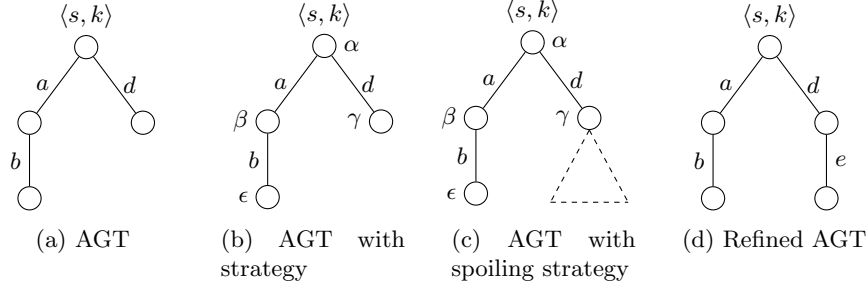 ⟨s, k⟩ ⟨s, k⟩ ⟨s, k⟩ ⟨s, k⟩
α α
a d a d a d a d
β γ β γ
b b b b e
ϵ ϵ
(a) AGT (b) AGT with (c) AGT with (d) Refined AGT
strategy spoiling strategy